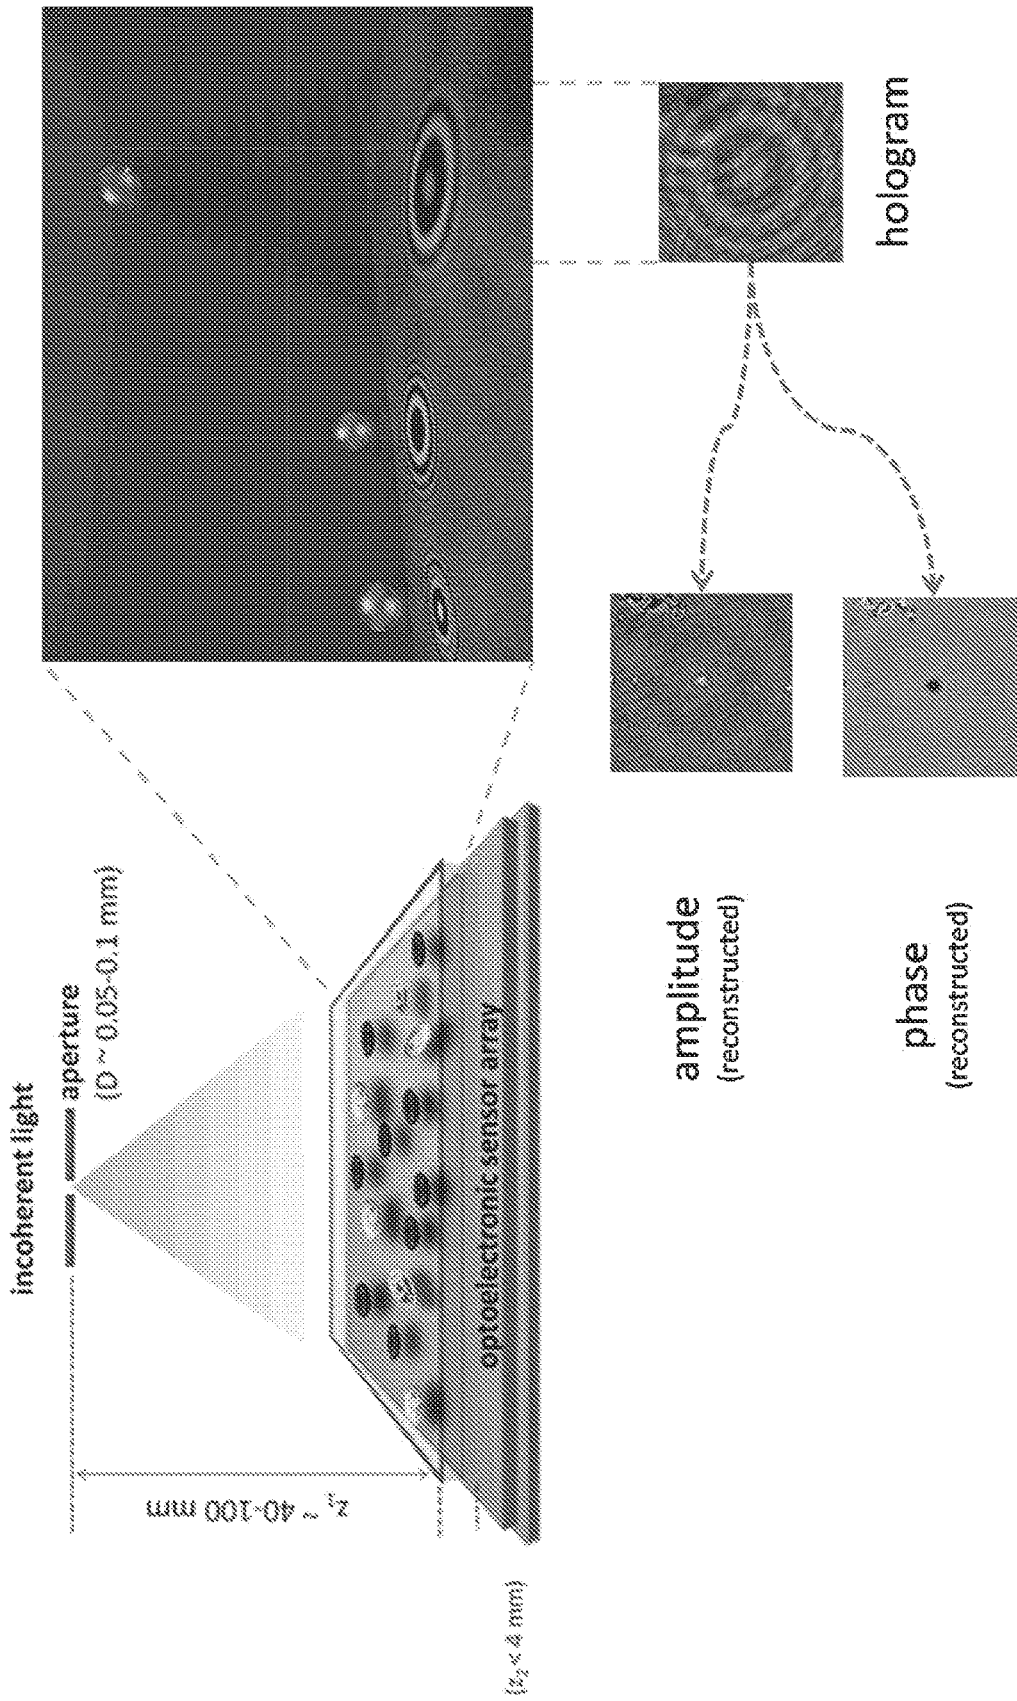 incoherent light
aperture
(D ~ 0.05-0.1 mm)
z₁ ~ 40-100 mm
(z₂ < 4 mm)
optoelectronic sensor array
hologram
amplitude
(reconstructed)
phase
(reconstructed)